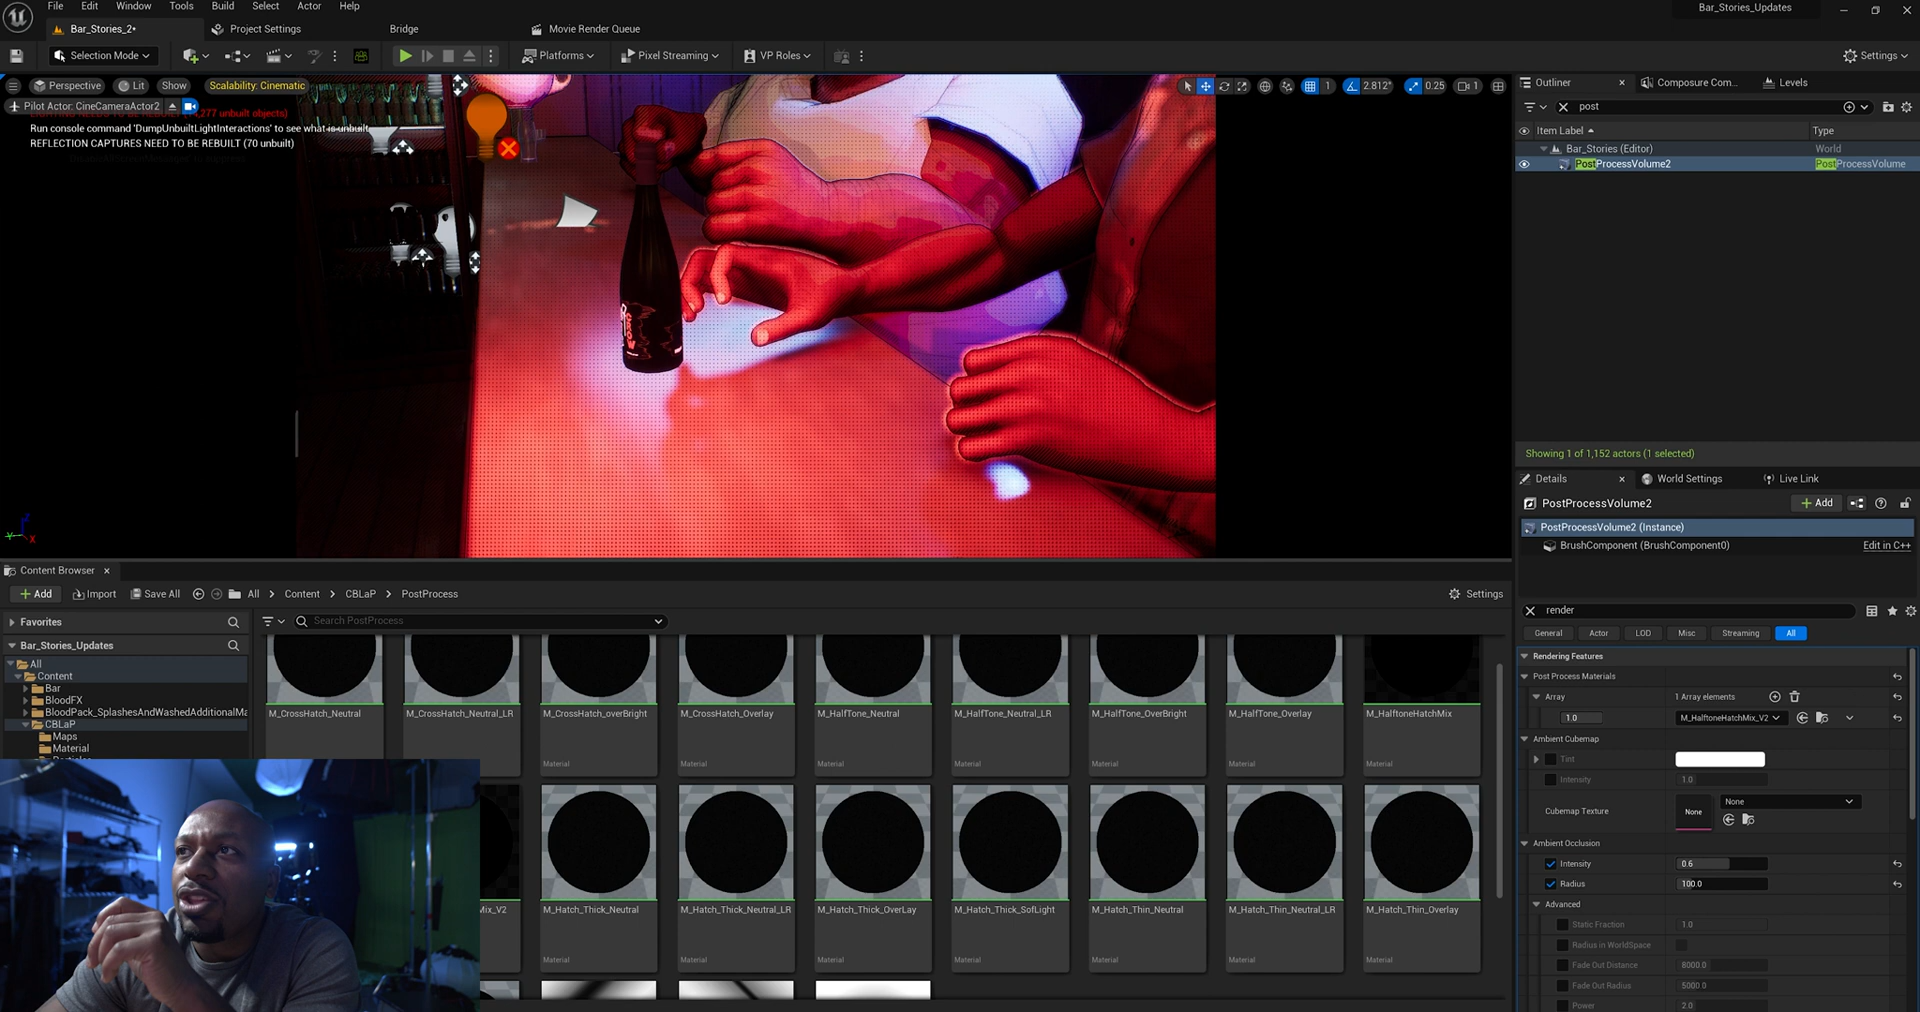 File Edit Window Tools Build Select Actor Help
Bar_Stories_Updates
Bar_Stories_2•
Project Settings
Bridge
Movie Render Queue
Selection Mode
Platforms
Pixel Streaming
VP Roles
Settings
Perspective
Lit
Show
Scalability: Cinematic
1
2.812°
0.25
1
Pilot Actor: CineCameraActor2
Run console command 'DumpUnbuiltLightInteractions' to see what is unbuilt
REFLECTION CAPTURES NEED TO BE REBUILT (70 unbuilt)
Outliner
Composure Com...
Levels
post
Item Label
Type
Bar_Stories (Editor)
World
PostProcessVolume2
PostProcessVolume
Showing 1 of 1,152 actors (1 selected)
Details
World Settings
Live Link
PostProcessVolume2
Add
PostProcessVolume2 (Instance)
BrushComponent (BrushComponent0)
Edit in C++
render
General
Actor
LOD
Misc
Streaming
All
Rendering Features
Post Process Materials
Array
1 Array elements
1.0
M_HalftoneHatchMix_V2
Ambient Cubemap
Tint
Intensity
1.0
Cubemap Texture
None
None
Ambient Occlusion
Intensity
0.6
Radius
100.0
Advanced
Static Fraction
1.0
Radius in WorldSpace
Fade Out Distance
8000.0
Fade Out Radius
5000.0
Power
2.0
Content Browser
Add
Import
Save All
All
Content
CBLaP
PostProcess
Settings
Favorites
Search PostProcess
Bar_Stories_Updates
All
Content
Bar
BloodFX
BloodPack_SplashesAndWashedAdditionalMa
CBLaP
Maps
Material
M_CrossHatch_Neutral
M_CrossHatch_Neutral_LR
M_CrossHatch_overBright
M_CrossHatch_Overlay
M_HalfTone_Neutral
M_HalfTone_Neutral_LR
M_HalfTone_OverBright
M_HalfTone_Overlay
M_HalftoneHatchMix
Material
Material
Material
Material
Material
Material
Material
Mix_V2
M_Hatch_Thick_Neutral
M_Hatch_Thick_Neutral_LR
M_Hatch_Thick_OverLay
M_Hatch_Thick_SofLight
M_Hatch_Thin_Neutral
M_Hatch_Thin_Neutral_LR
M_Hatch_Thin_Overlay
Material
Material
Material
Material
Material
Material
Material